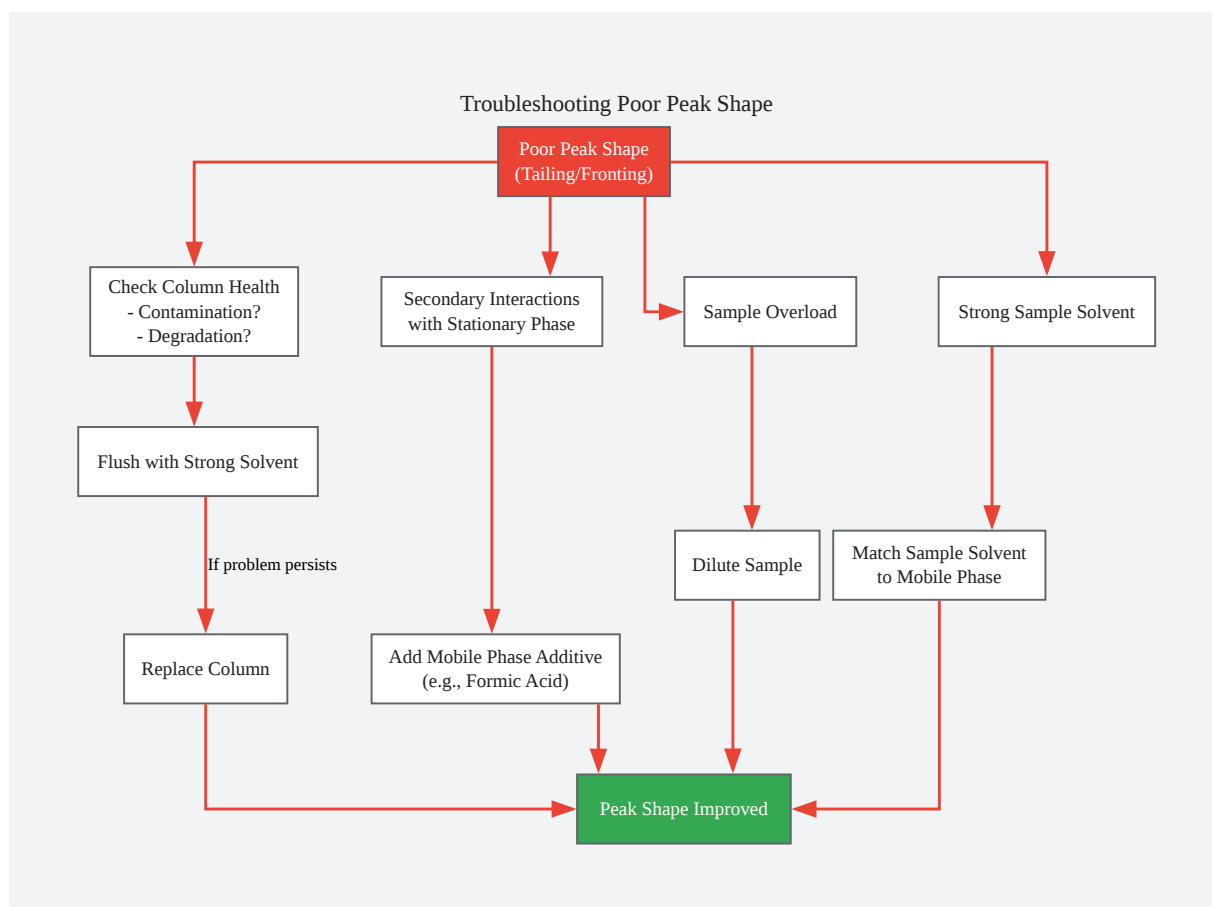 Troubleshooting Poor Peak Shape
Poor Peak Shape
(Tailing/Fronting)
Check Column Health
- Contamination?
- Degradation?
Secondary Interactions
with Stationary Phase
Sample Overload
Strong Sample Solvent
Flush with Strong Solvent
If problem persists
Dilute Sample
Match Sample Solvent
to Mobile Phase
Replace Column
Add Mobile Phase Additive
(e.g., Formic Acid)
Peak Shape Improved